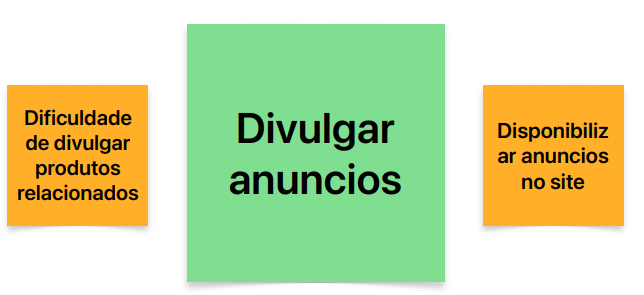 Dificuldade
de divulgar
produtos
relacionados
Divulgar
anuncios
Disponibiliz
ar anuncios
no site